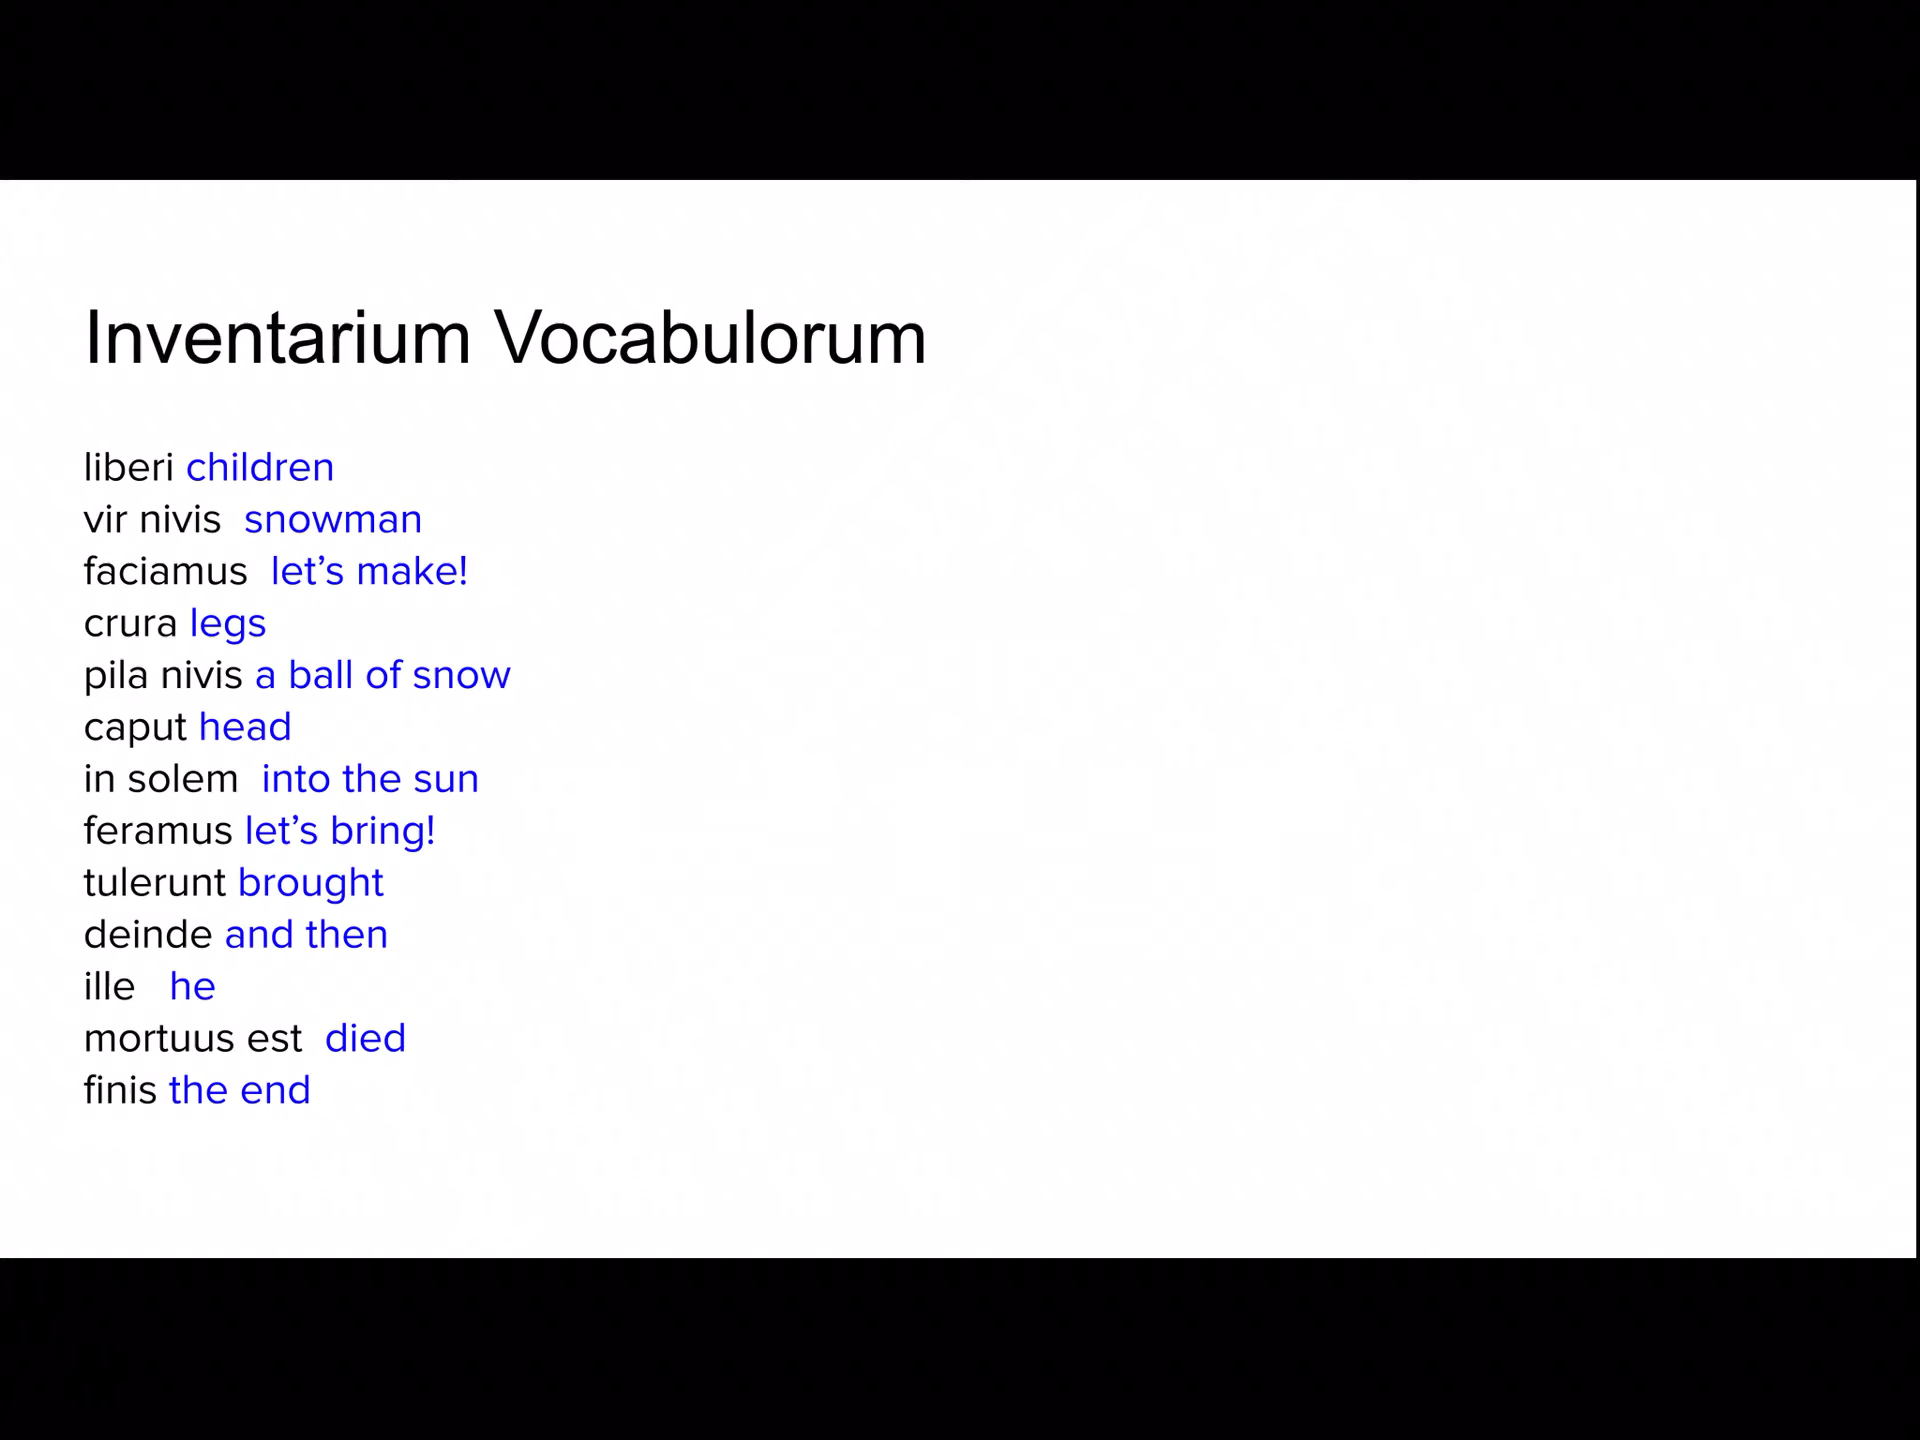 Inventarium Vocabulorum
liberi children
vir nivis snowman
faciamus let’s make!
crura legs
pila nivis a ball of snow
caput head
in solem into the sun
feramus let’s bring!
tulerunt brought
deinde and then
ille he
mortuus est died
finis the end